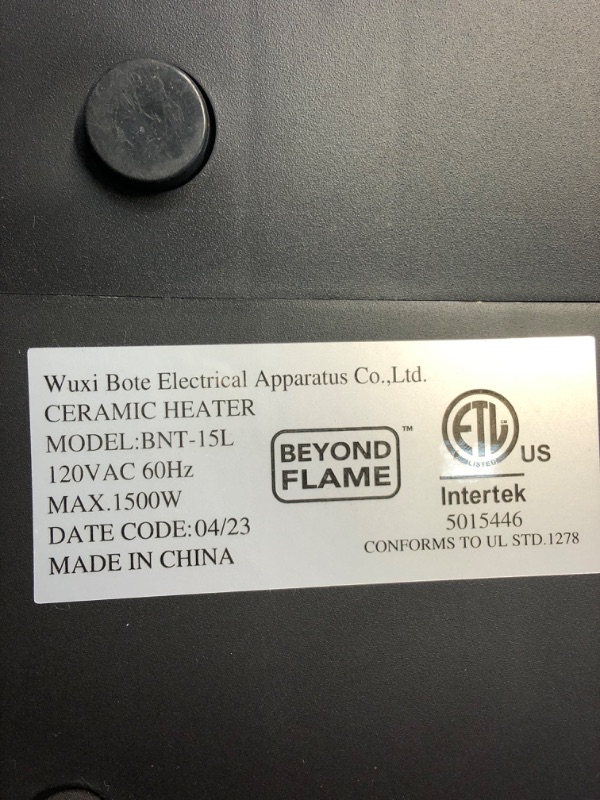 Wuxi Bote Electrical Apparatus Co.,Ltd.
CERAMIC HEATER
MODEL:BNT-15L
120VAC 60Hz
MAX.1500W
DATE CODE:04/23
MADE IN CHINA
BEYOND ™
FLAME
ETL
LISTED
US
Intertek
5015446
CONFORMS TO UL STD.1278